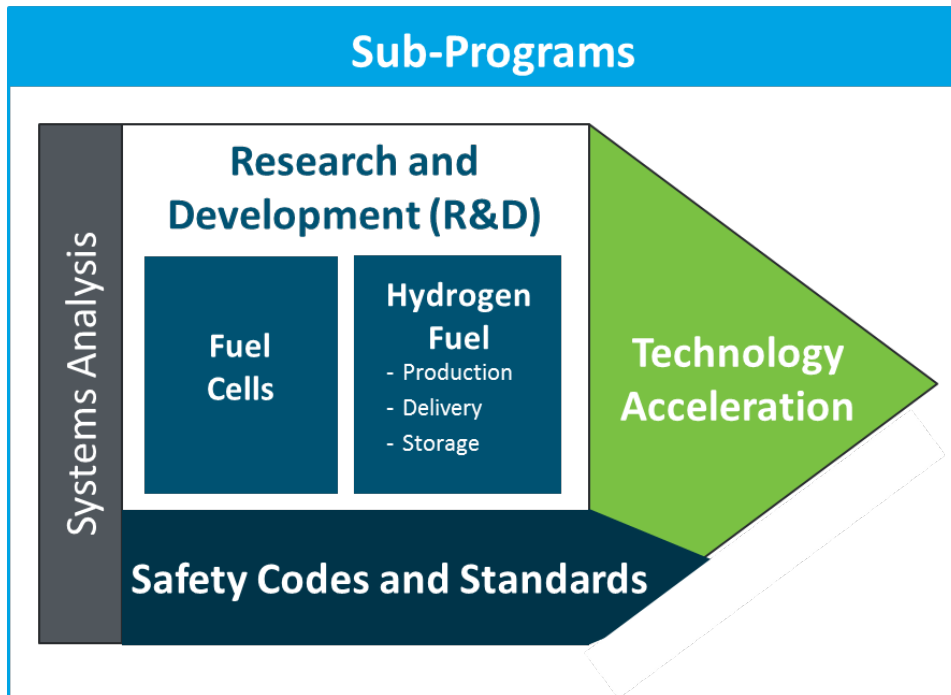 Sub-Programs
Systems Analysis
Research and
Development (R&D)
Fuel
Cells
Hydrogen
Fuel
- Production
- Delivery
- Storage
Technology
Acceleration
Safety Codes and Standards